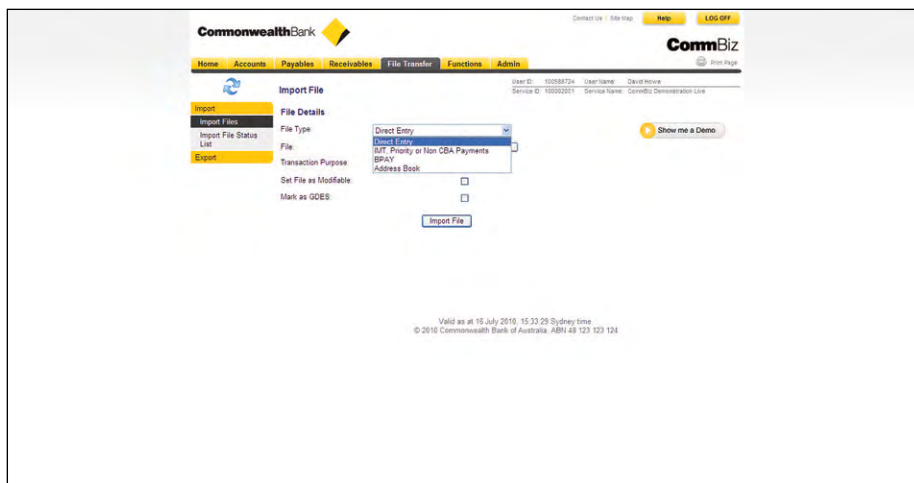 Contact Us | Site Map Help LOG OFF
CommonwealthBank
CommBiz
Home Accounts Payables Receivables File Transfer Functions Admin
Print Page
User ID: 100588724 User Name: David Howe
Import File
Service ID: 100002001 Service Name: CommBiz Demonstration Live
Import
File Details
Import Files
File Type Direct Entry
Show me a Demo
Import File Status
List
Direct Entry
File:
IMT, Priority or Non CBA Payments
Export
BPAY
Transaction Purpose
Address Book
Set File as Modifiable:
Mark as GDES:
Import File
Valid as at 16 July 2010, 15:33:29 Sydney time
© 2010 Commonwealth Bank of Australia. ABN 48 123 123 124